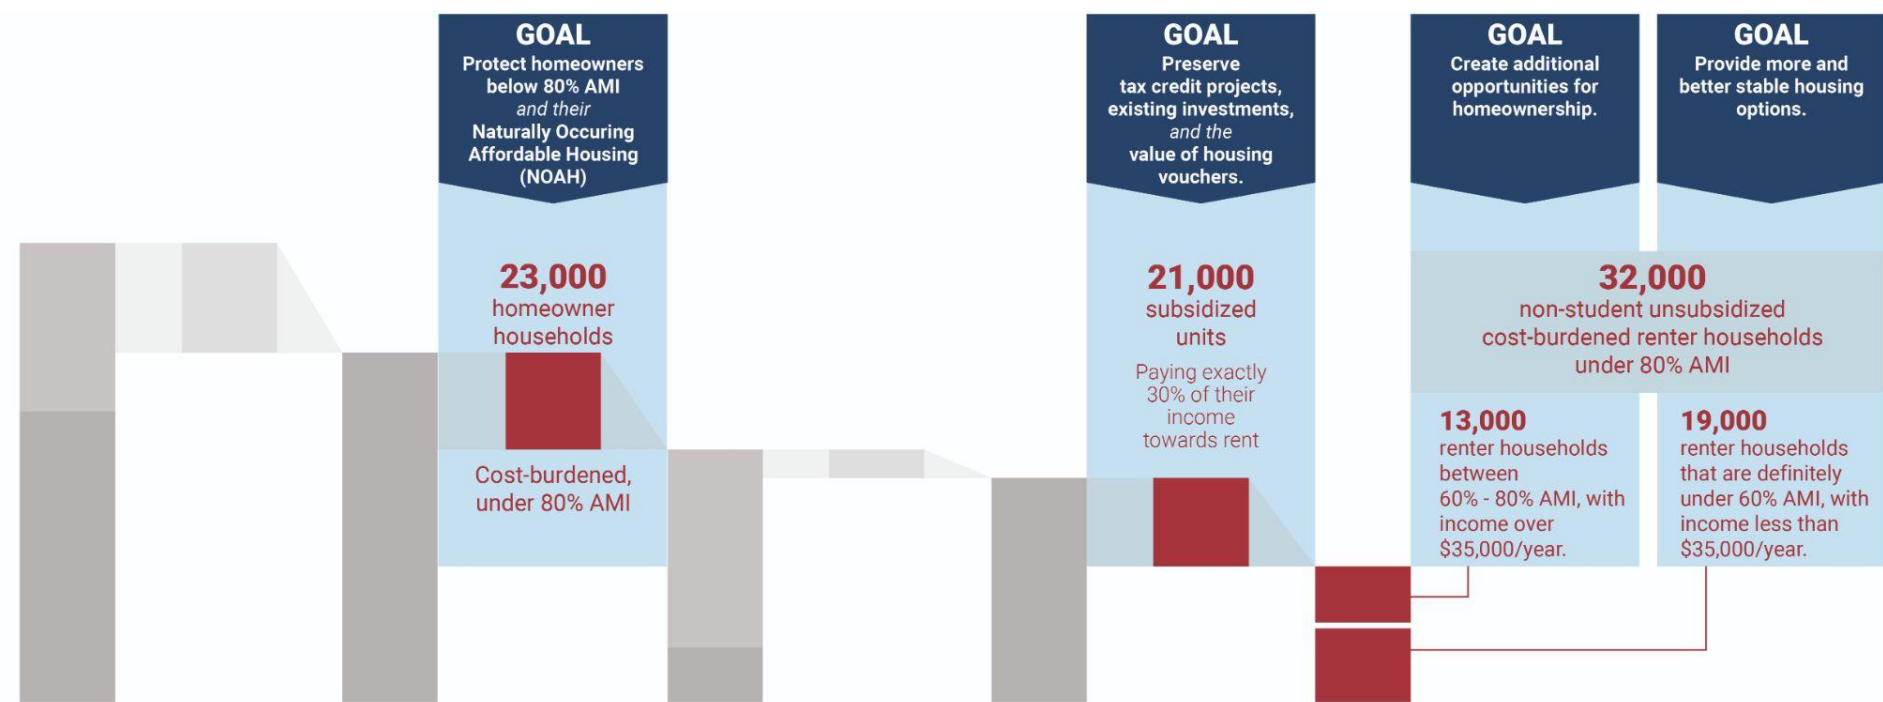 GOAL
Protect homeowners
below 80% AMI
and their
Naturally Occuring
Affordable Housing
(NOAH)
23,000
homeowner
households
Cost-burdened,
under 80% AMI
GOAL
Preserve
tax credit projects,
existing investments,
and the
value of housing
vouchers.
21,000
subsidized
units
Paying exactly
30% of their
income
towards rent
GOAL
Create additional
opportunities for
homeownership.
GOAL
Provide more and
better stable housing
options.
32,000
non-student unsubsidized
cost-burdened renter households
under 80% AMI
13,000
renter households
between
60% - 80% AMI, with
income over
$35,000/year.
19,000
renter households
that are definitely
under 60% AMI, with
income less than
$35,000/year.